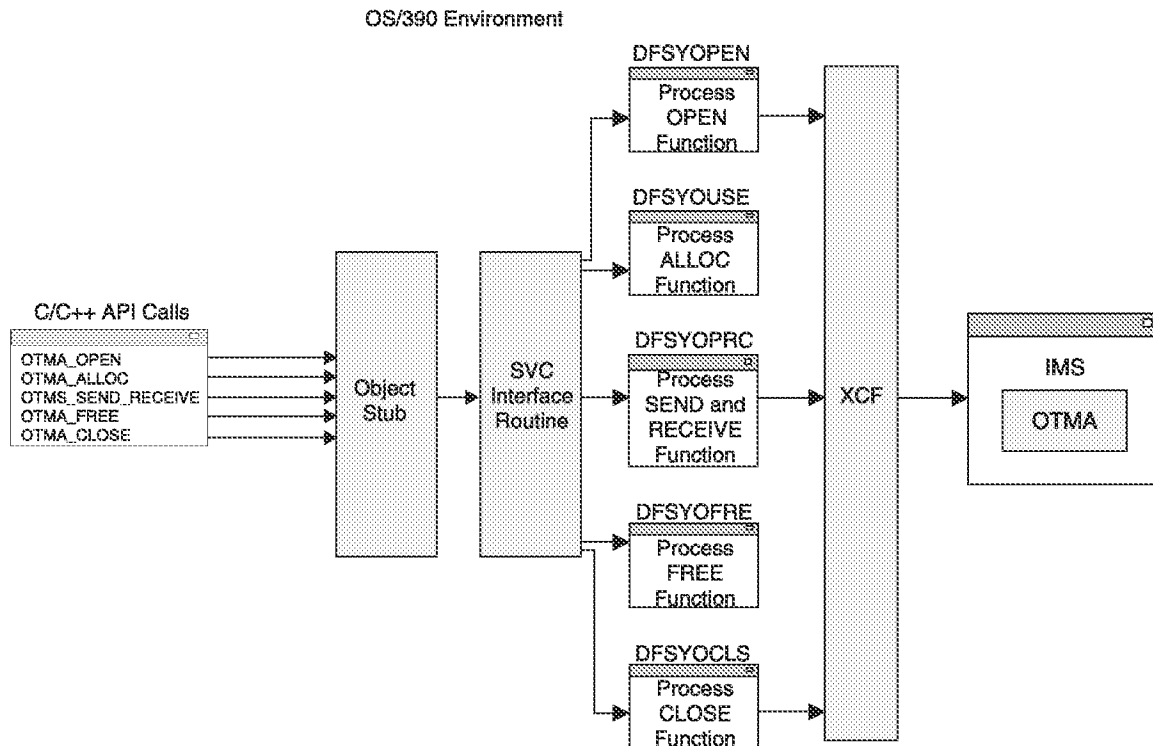 OS/390 Environment
C/C++ API Calls
OTMA_OPEN
OTMA_ALLOC
OTMS_SEND_RECEIVE
OTMA_FREE
OTMA_CLOSE
Object
Stub
SVC
Interface
Routine
DFSYOPEN
Process
OPEN
Function
DFSYOUSE
Process
ALLOC
Function
DFSYOPRC
Process
SEND and
RECEIVE
Function
DFSYOFRE
Process
FREE
Function
DFSYOCLS
Process
CLOSE
Function
XCF
IMS
OTMA